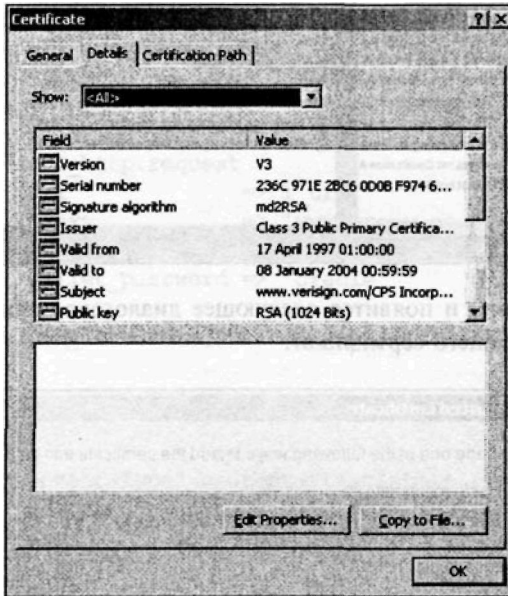 Certificate
General Details Certification Path
Show: <All>
Field Value
Version V3
Serial number 236C 971E 2BC6 0D0B F974 6...
Signature algorithm md2RSA
Issuer Class 3 Public Primary Certifica...
Valid from 17 April 1997 01:00:00
Valid to 08 January 2004 00:59:59
Subject www.verisign.com/CPS Incorp...
Public key RSA (1024 Bits)
Edit Properties... Copy to File...
OK